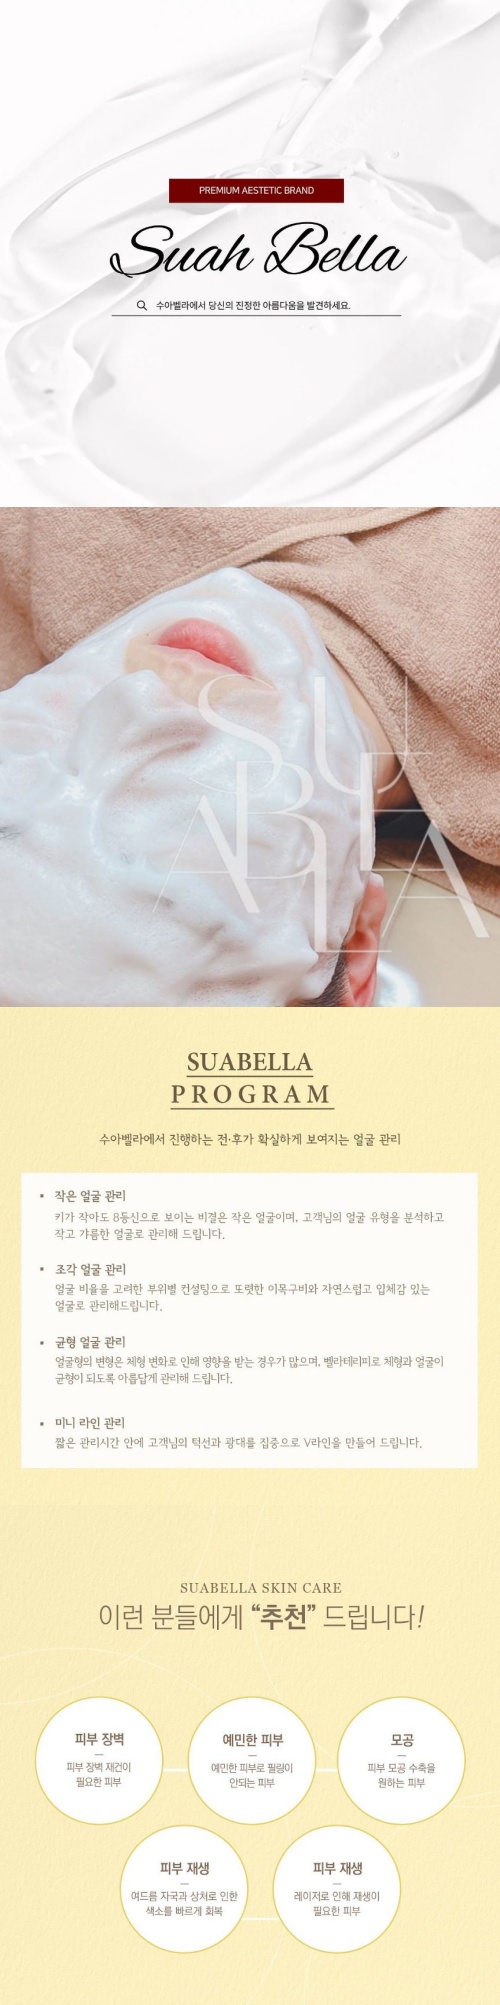 PREMIUM AESTETIC BRAND
Suah Bella
수아벨라에서 당신의 진정한 아름다움을 발견하세요.
SU
ABELLA
SUABELLA
PROGRAM
수아벨라에서 진행하는 전·후가 확실하게 보여지는 얼굴 관리
▪ 작은 얼굴 관리
키가 작아도 8등신으로 보이는 비결은 작은 얼굴이며, 고객님의 얼굴 유형을 분석하고
작고 갸름한 얼굴로 관리해 드립니다.
▪ 조각 얼굴 관리
얼굴 비율을 고려한 부위별 컨설팅으로 또렷한 이목구비와 자연스럽고 입체감 있는
얼굴로 관리해드립니다.
▪ 균형 얼굴 관리
얼굴형의 변형은 체형 변화로 인해 영향을 받는 경우가 많으며, 벨라테라피로 체형과 얼굴이
균형이 되도록 아름답게 관리해 드립니다.
▪ 미니 라인 관리
짧은 관리시간 안에 고객님의 턱선과 광대를 집중으로 V라인을 만들어 드립니다.
SUABELLA SKIN CARE
이런 분들에게 “추천” 드립니다!
피부 장벽
피부 장벽 재건이
필요한 피부
예민한 피부
예민한 피부로 필링이
안되는 피부
모공
피부 모공 수축을
원하는 피부
피부 재생
여드름 자국과 상처로 인한
색소를 빠르게 회복
피부 재생
레이저로 인해 재생이
필요한 피부